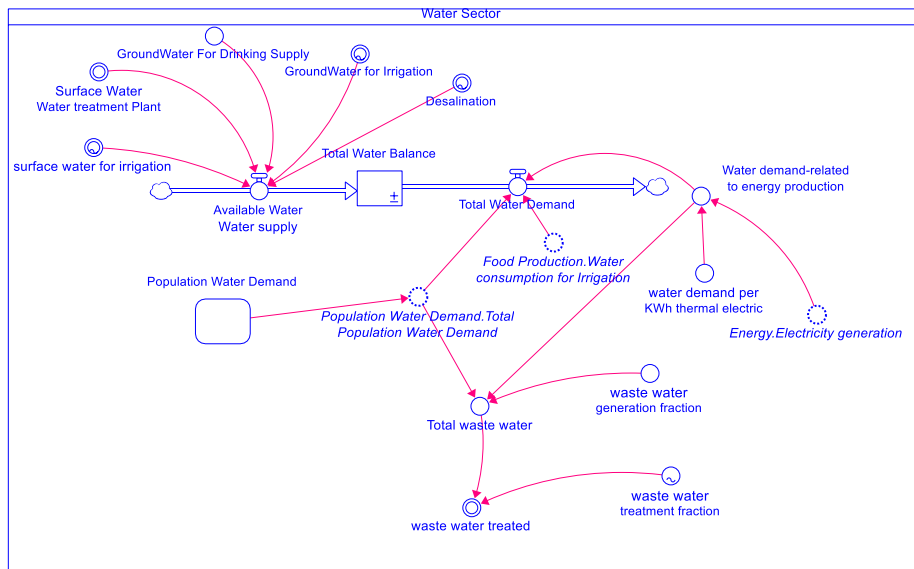 Water Sector
GroundWater For Drinking Supply
GroundWater for Irrigation
Surface Water
Water treatment Plant
Desalination
surface water for irrigation
Total Water Balance
±
Water demand-related
to energy production
Available Water
Water supply
Total Water Demand
Food Production.Water
consumption for Irrigation
Population Water Demand
water demand per
KWh thermal electric
Population Water Demand.Total
Population Water Demand
Energy.Electricity generation
waste water
generation fraction
Total waste water
waste water
treatment fraction
waste water treated